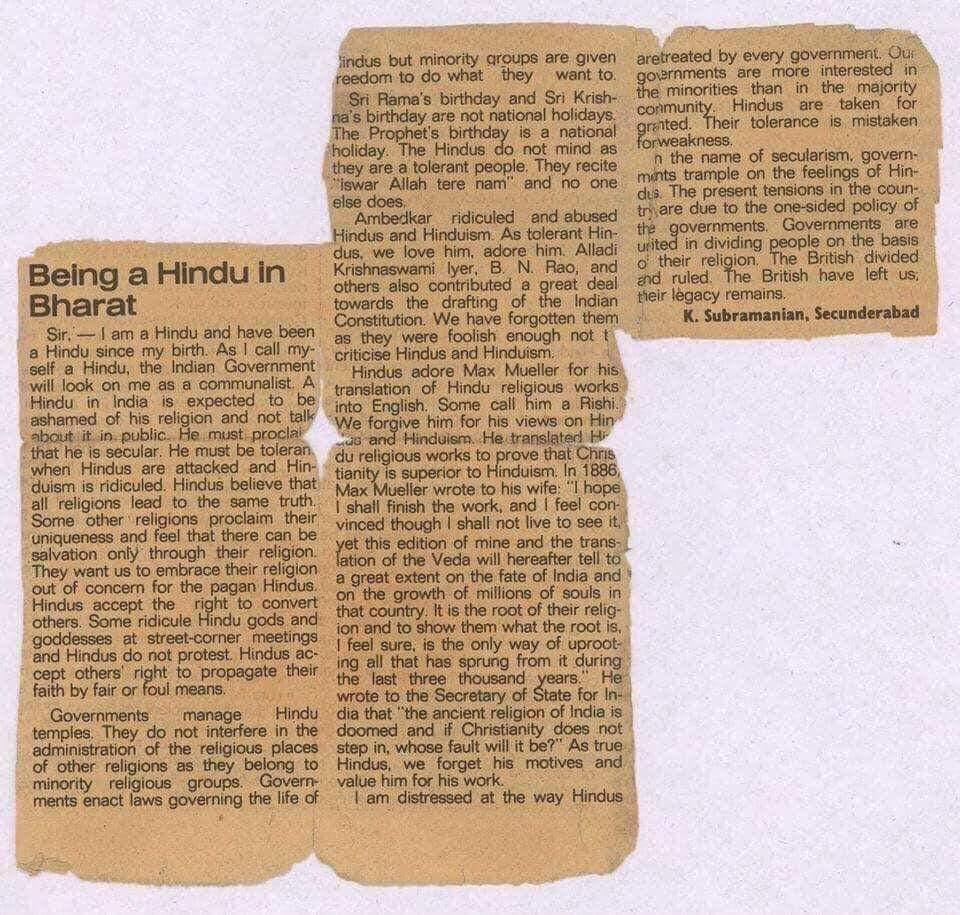 Being a Hindu in
Bharat
Sir, — I am a Hindu and have been
a Hindu since my birth. As I call my-
self a Hindu, the Indian Government
will look on me as a communalist. A
Hindu in India is expected to be
ashamed of his religion and not talk
about it in public. He must proclai
that he is secular. He must be toleran
when Hindus are attacked and Hin-
duism is ridiculed. Hindus believe that
all religions lead to the same truth.
Some other religions proclaim their
uniqueness and feel that there can be
salvation only through their religion.
They want us to embrace their religion
out of concern for the pagan Hindus.
Hindus accept the right to convert
others. Some ridicule Hindu gods and
goddesses at street-corner meetings
and Hindus do not protest. Hindus ac-
cept others' right to propagate their
faith by fair or foul means.
Governments manage Hindu
temples. They do not interfere in the
administration of the religious places
of other religions as they belong to
minority religious groups. Govern-
ments enact laws governing the life of
Hindus but minority groups are given
reedom to do what they want to.
Sri Rama's birthday and Sri Krish-
na's birthday are not national holidays.
The Prophet's birthday is a national
holiday. The Hindus do not mind as
they are a tolerant people. They recite
"Iswar Allah tere nam" and no one
else does.
Ambedkar ridiculed and abused
Hindus and Hinduism. As tolerant Hin-
dus, we love him, adore him. Alladi
Krishnaswami Iyer, B. N. Rao, and
others also contributed a great deal
towards the drafting of the Indian
Constitution. We have forgotten them
as they were foolish enough not t
criticise Hindus and Hinduism.
Hindus adore Max Mueller for his
translation of Hindu religious works
into English. Some call him a Rishi.
We forgive him for his views on Hin
dus and Hinduism. He translated Hi
du religious works to prove that Chris
tianity is superior to Hinduism. In 1886,
Max Mueller wrote to his wife: "I hope
I shall finish the work, and I feel con-
vinced though I shall not live to see it,
yet this edition of mine and the trans-
lation of the Veda will hereafter tell to
a great extent on the fate of India and
on the growth of millions of souls in
that country. It is the root of their relig-
ion and to show them what the root is,
I feel sure, is the only way of uproot-
ing all that has sprung from it during
the last three thousand years." He
wrote to the Secretary of State for In-
dia that "the ancient religion of India is
doomed and if Christianity does not
step in, whose fault will it be?" As true
Hindus, we forget his motives and
value him for his work.
I am distressed at the way Hindus
aretreated by every government. Our
governments are more interested in
the minorities than in the majority
community. Hindus are taken for
granted. Their tolerance is mistaken
forweakness.
n the name of secularism, govern-
ments trample on the feelings of Hin-
dus. The present tensions in the coun-
try are due to the one-sided policy of
the governments. Governments are
united in dividing people on the basis
o' their religion. The British divided
and ruled. The British have left us,
their legacy remains.
K. Subramanian, Secunderabad